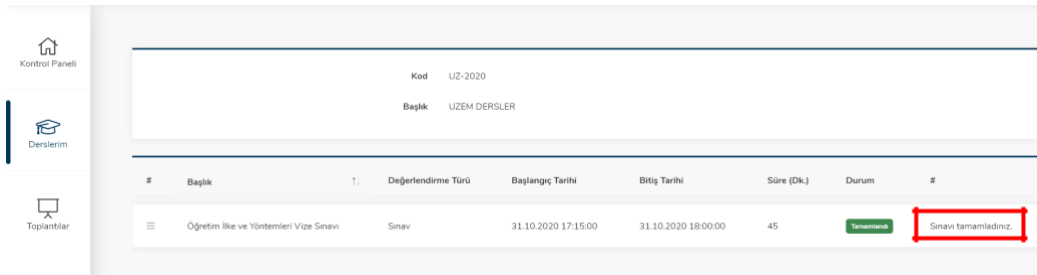 Kontrol Paneli
Derslerim
Toplantılar
Kod UZ-2020
Başlık UZEM DERSLER
# Başlık Değerlendirme Türü Başlangıç Tarihi Bitiş Tarihi Süre (Dk.) Durum #
Öğretim İlke ve Yöntemleri Vize Sınavı Sınav 31.10.2020 17:15:00 31.10.2020 18:00:00 45 Tamamlandı Sınavı tamamladınız.